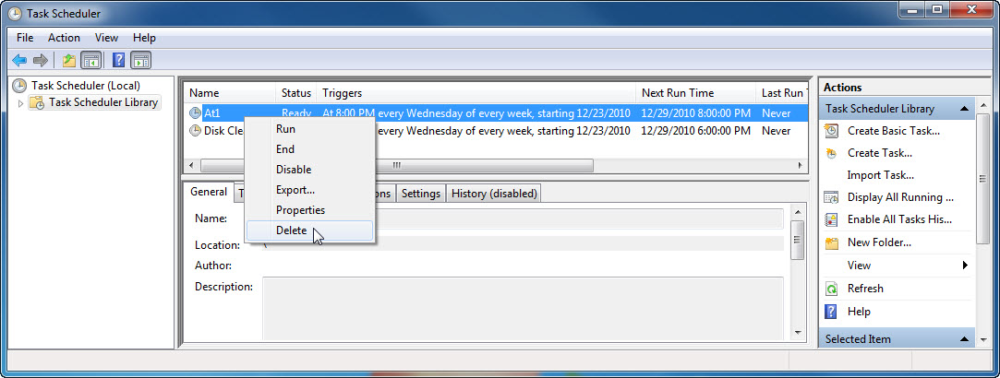 Task Scheduler
File Action View Help
Task Scheduler (Local)
Task Scheduler Library
Name Status Triggers Next Run Time Last Run
At1 Ready At 8:00 PM every Wednesday of every week, starting 12/23/2010 12/29/2010 8:00:00 PM Never
Disk Cle every Wednesday of every week, starting 12/23/2010 12/29/2010 6:00:00 PM Never
Run
End
Disable
Export...
Properties
Delete
General Settings History (disabled)
Name:
Location: \
Author:
Description:
Actions
Task Scheduler Library
Create Basic Task...
Create Task...
Import Task...
Display All Running ...
Enable All Tasks His...
New Folder...
View
Refresh
Help
Selected Item